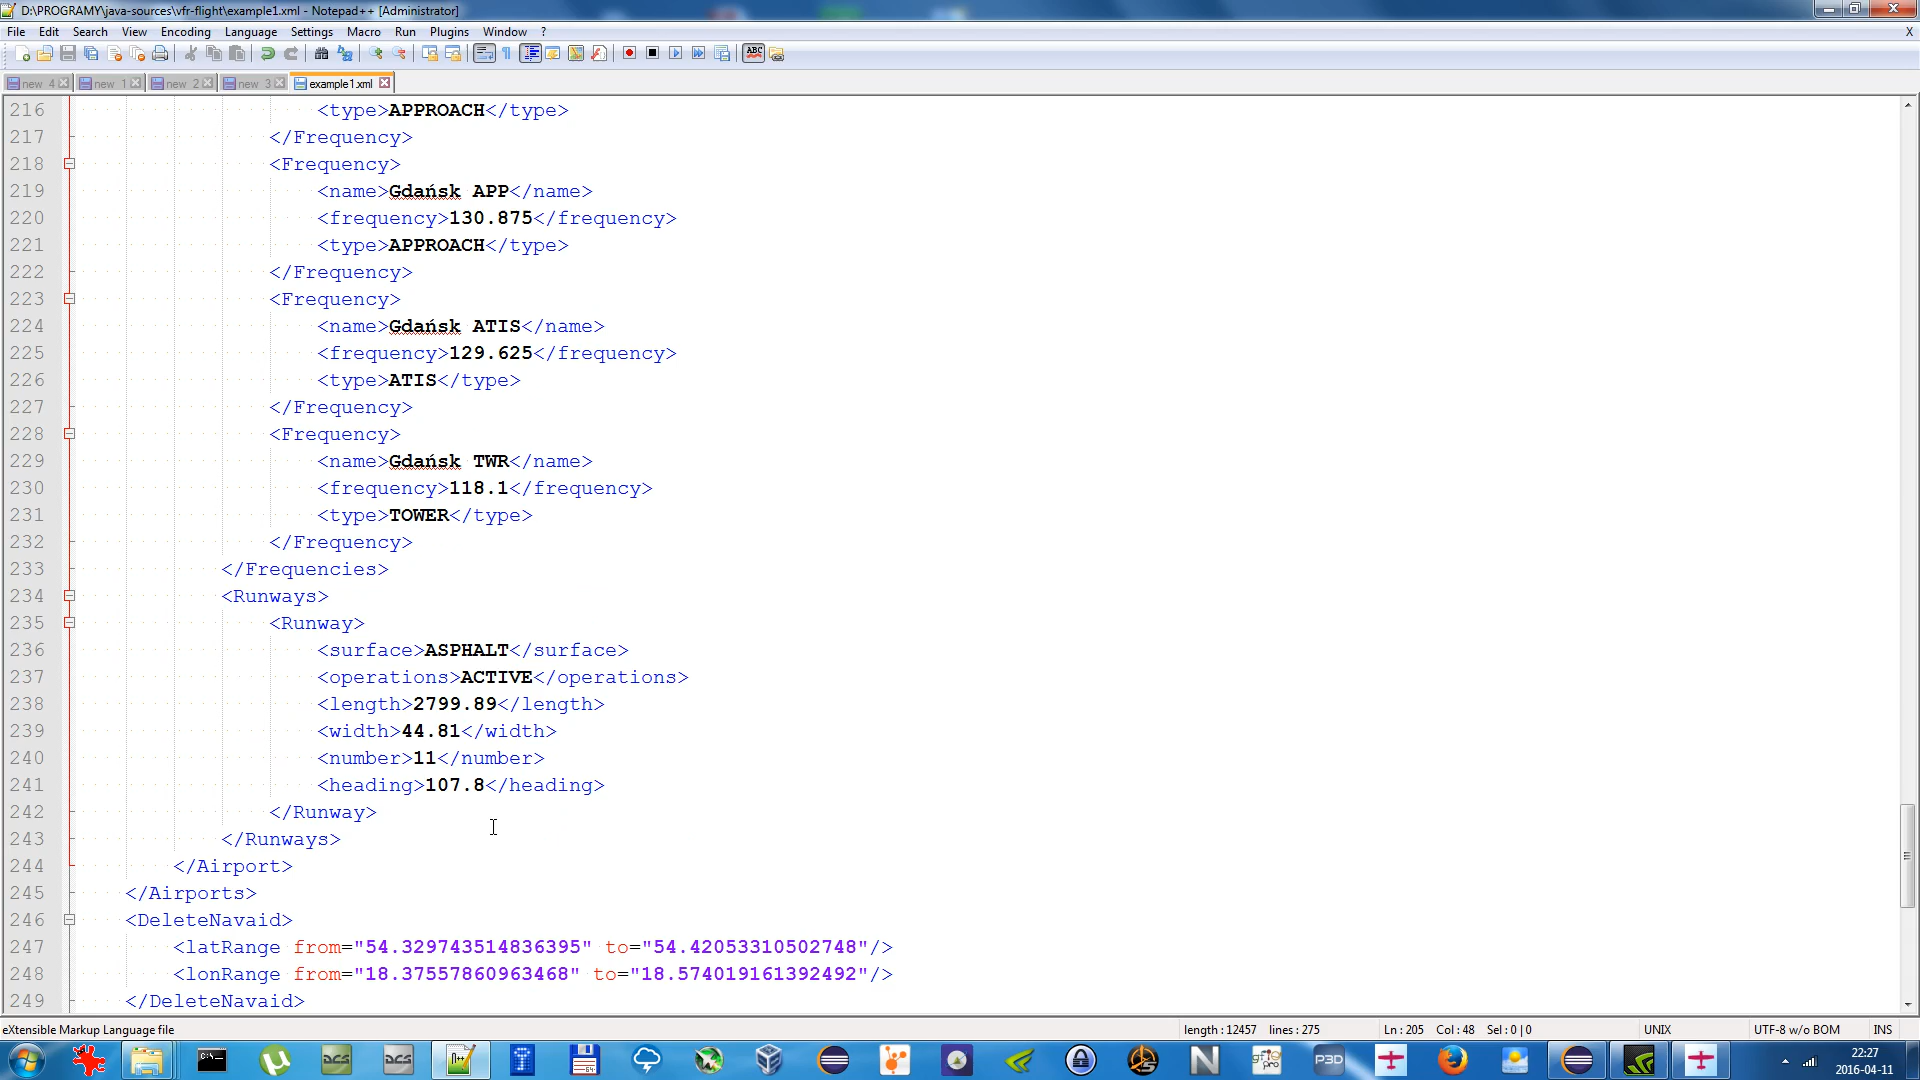 D:\PROGRAMY\java-sources\vfr-flight\example1.xml - Notepad++ [Administrator]
File Edit Search View Encoding Language Settings Macro Run Plugins Window ? X
ABC
new 4 new 1 new 2 new 3 example1.xml
216 <type>APPROACH</type>
217 </Frequency>
218 <Frequency>
219 <name>Gdańsk APP</name>
220 <frequency>130.875</frequency>
221 <type>APPROACH</type>
222 </Frequency>
223 <Frequency>
224 <name>Gdańsk ATIS</name>
225 <frequency>129.625</frequency>
226 <type>ATIS</type>
227 </Frequency>
228 <Frequency>
229 <name>Gdańsk TWR</name>
230 <frequency>118.1</frequency>
231 <type>TOWER</type>
232 </Frequency>
233 </Frequencies>
234 <Runways>
235 <Runway>
236 <surface>ASPHALT</surface>
237 <operations>ACTIVE</operations>
238 <length>2799.89</length>
239 <width>44.81</width>
240 <number>11</number>
241 <heading>107.8</heading>
242 </Runway>
243 </Runways>
244 </Airport>
245 </Airports>
246 <DeleteNavaid>
247 <latRange from="54.329743514836395" to="54.42053310502748"/>
248 <lonRange from="18.37557860963468" to="18.574019161392492"/>
249 </DeleteNavaid>
eXtensible Markup Language file length : 12457 lines : 275 Ln : 205 Col : 48 Sel : 0 | 0 UNIX UTF-8 w/o BOM INS
DCS DCS P3D 22:27
2016-04-11